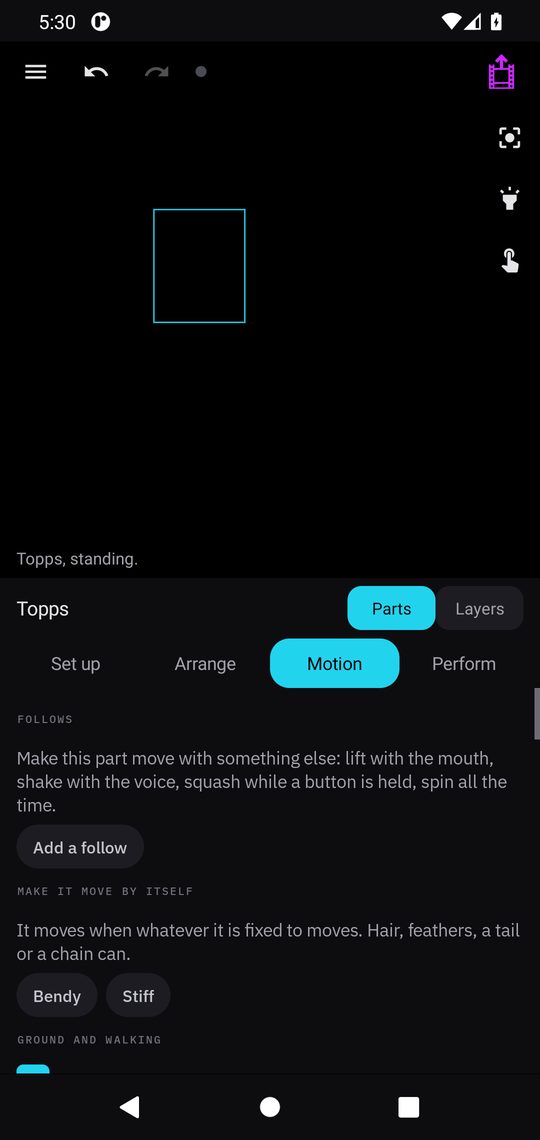 5:30
Topps, standing.
Topps
Parts
Layers
Set up
Arrange
Motion
Perform
FOLLOWS
Make this part move with something else: lift with the mouth,
shake with the voice, squash while a button is held, spin all the
time.
Add a follow
MAKE IT MOVE BY ITSELF
It moves when whatever it is fixed to moves. Hair, feathers, a tail
or a chain can.
Bendy
Stiff
GROUND AND WALKING